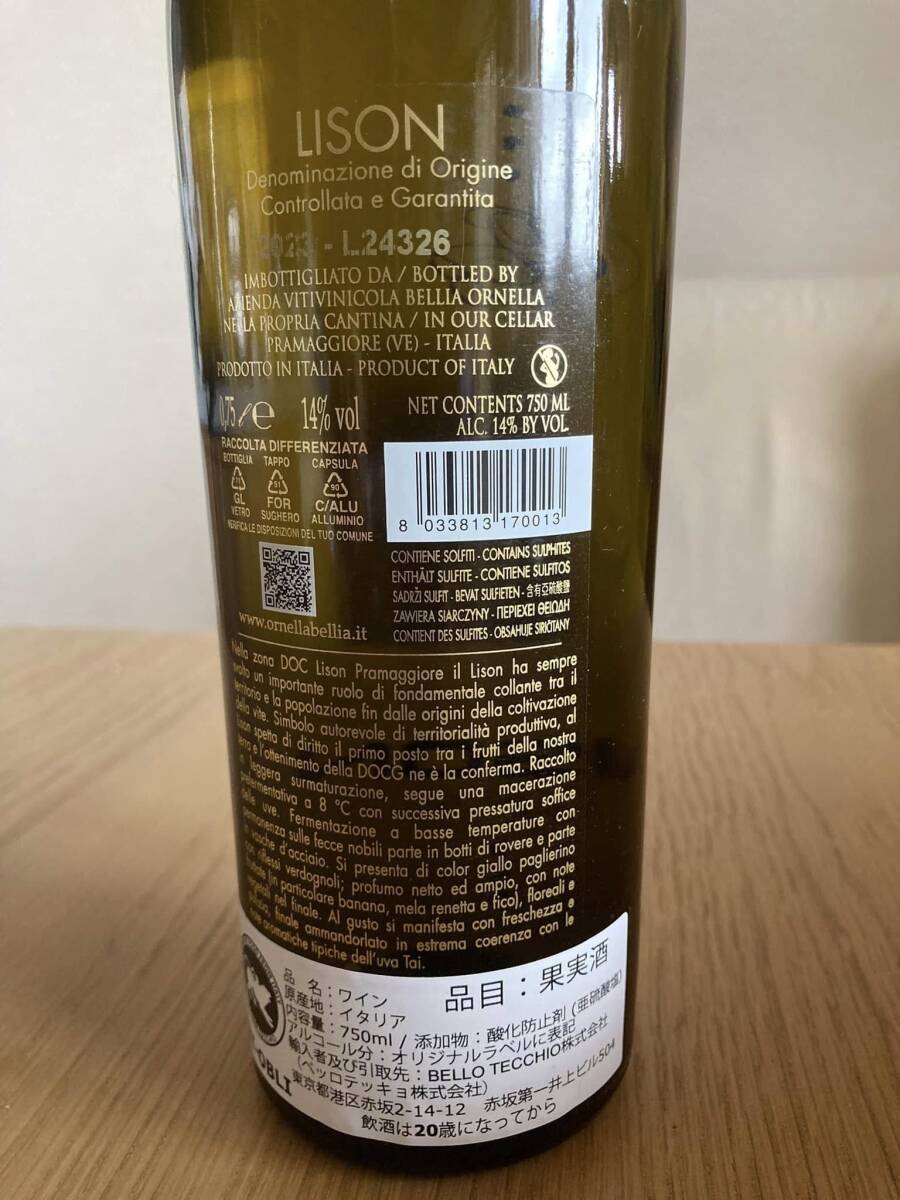 LISON
Denominazione di Origine
Controllata e Garantita
2023 - L.24326
IMBOTTIGLIATO DA / BOTTLED BY
AZIENDA VITIVINICOLA BELLIA ORNELLA
NELLA PROPRIA CANTINA / IN OUR CELLAR
PRAMAGGIORE (VE) - ITALIA
PRODOTTO IN ITALIA - PRODUCT OF ITALY
0,75 ℓ e 14% vol
NET CONTENTS 750 ML
ALC. 14% BY VOL.
RACCOLTA DIFFERENZIATA
BOTTIGLIA TAPPO CAPSULA
51 90
GL FOR C/ALU
VETRO SUGHERO ALLUMINIO
VERIFICA LE DISPOSIZIONI DEL TUO COMUNE
8 033813 170013
CONTIENE SOLFITI - CONTAINS SULPHITES
ENTHÄLT SULFITE - CONTIENE SULFITOS
SADRŽI SULFIT - BEVAT SULFIETEN - 含有亞硫酸鹽
ZAWIERA SIARCZYNY - ΠΕΡΙΕΧΕΙ ΘΕΙΩΔΗ
CONTIENT DES SULFITES - OBSAHUJE SIRIČITANY
www.ornellabellia.it
Nella zona DOC Lison Pramaggiore il Lison ha sempre
svolto un importante ruolo di fondamentale collante tra il
territorio e la popolazione fin dalle origini della coltivazione
della vite. Simbolo autorevole di territorialità produttiva, al
Lison spetta di diritto il primo posto tra i frutti della nostra
terra e l'ottenimento della DOCG ne è la conferma. Raccolto
in leggera surmaturazione, segue una macerazione
prefermentativa a 8 °C con successiva pressatura soffice
delle uve. Fermentazione a basse temperature con
permanenza sulle fecce nobili parte in botti di rovere e parte
in vasche d'acciaio. Si presenta di color giallo paglierino
con riflessi verdognoli; profumo netto ed ampio, con note
fruttate (in particolare banana, mela renetta e fico), floreali e
vegetali nel finale. Al gusto si manifesta con freschezza e
finale ammandorlato in estrema coerenza con le
note aromatiche tipiche dell'uva Tai.
品名：ワイン 品目：果実酒
原産地：イタリア
内容量：750ml / 添加物：酸化防止剤 (亜硫酸塩)
アルコール分：オリジナルラベルに表記
輸入者及び引取先：BELLO TECCHIO株式会社
(ベッロテッキョ株式会社)
東京都港区赤坂2-14-12 赤坂第一井上ビル504
飲酒は20歳になってから